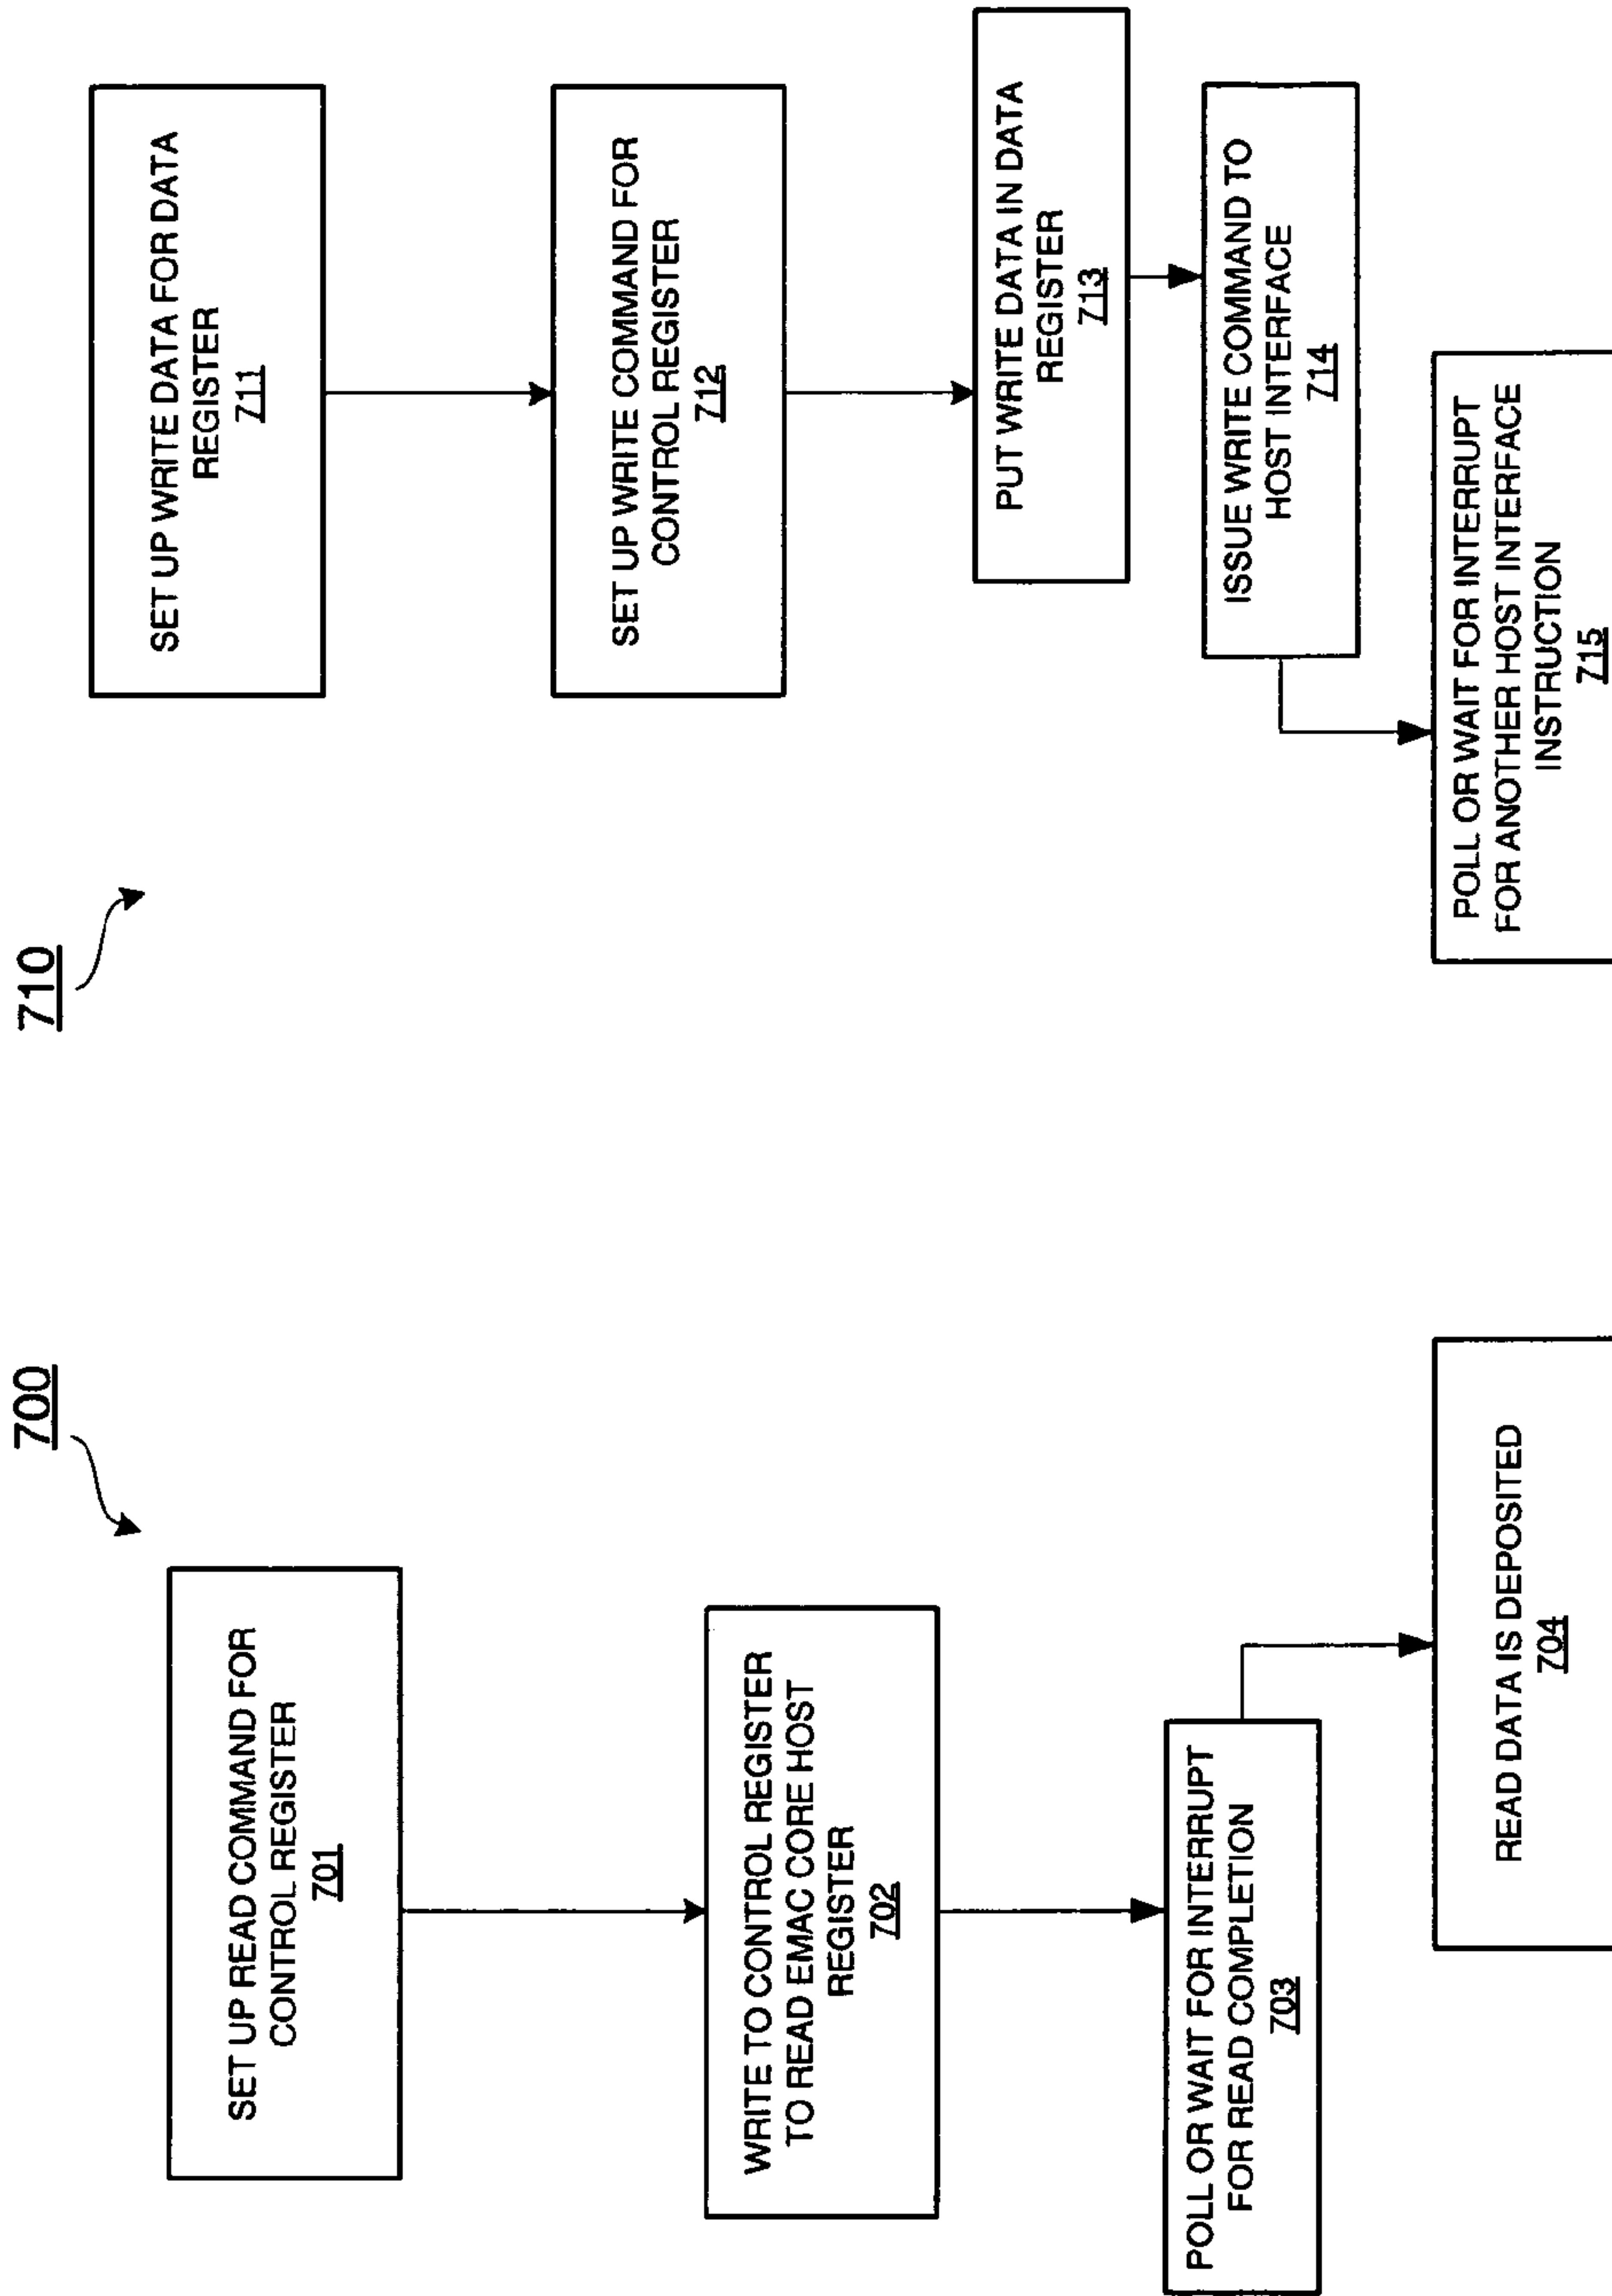 700
SET UP READ COMMAND FOR
CONTROL REGISTER
701
WRITE TO CONTROL REGISTER
TO READ EMAC CORE HOST
REGISTER
702
POLL OR WAIT FOR INTERRUPT
FOR READ COMPLETION
703
READ DATA IS DEPOSITED
704
710
SET UP WRITE DATA FOR DATA
REGISTER
711
SET UP WRITE COMMAND FOR
CONTROL REGISTER
712
PUT WRITE DATA IN DATA
REGISTER
713
ISSUE WRITE COMMAND TO
HOST INTERFACE
714
POLL OR WAIT FOR INTERRUPT
FOR ANOTHER HOST INTERFACE
INSTRUCTION
715